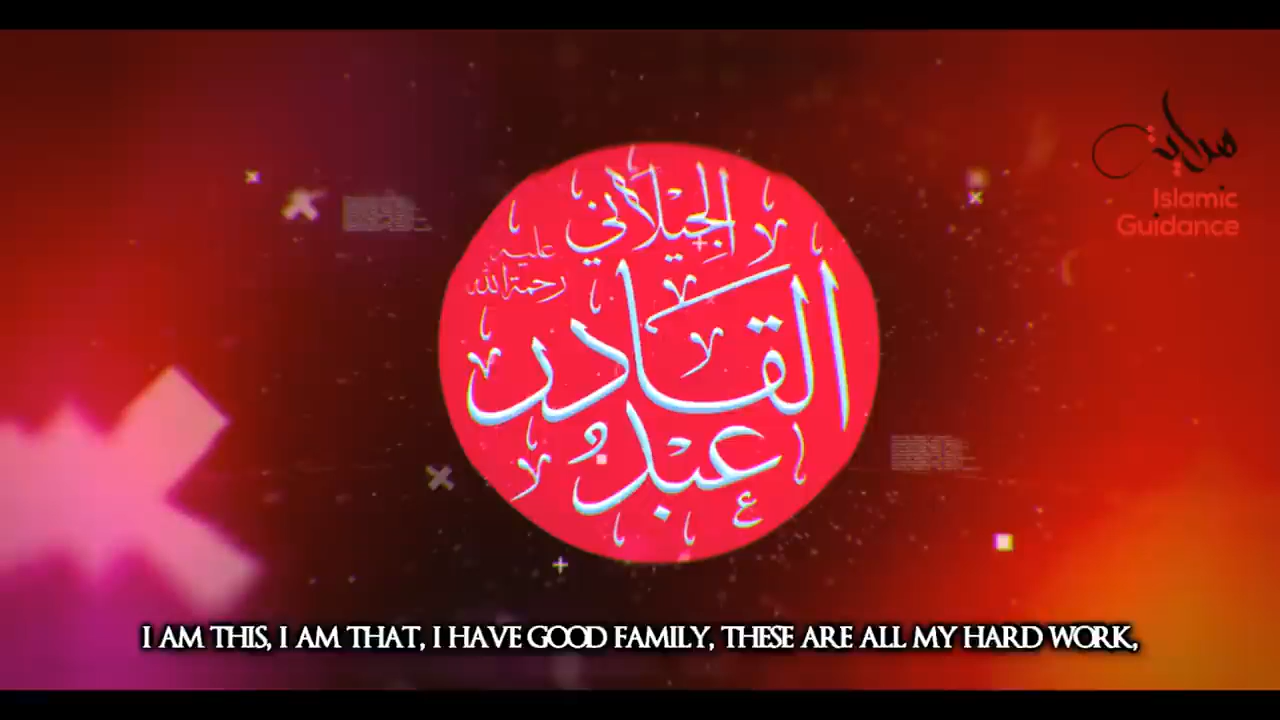 الجيلاني
عليه
رحمة الله
القادر
عبد
هداية
Islamic
Guidance
I AM THIS, I AM THAT, I HAVE GOOD FAMILY, THESE ARE ALL MY HARD WORK,